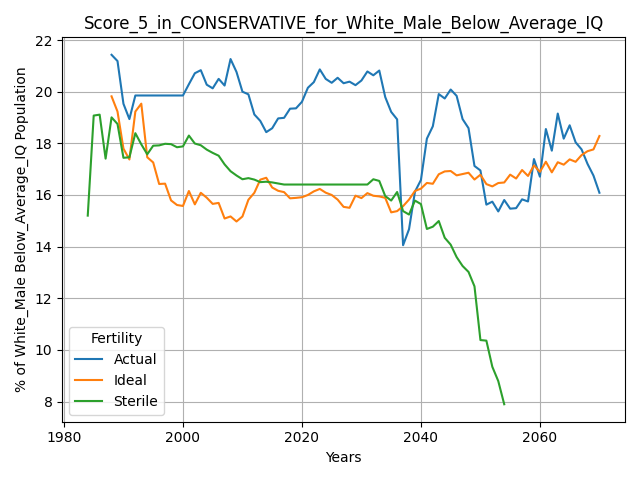 Score_5_in_CONSERVATIVE_for_White_Male_Below_Average_IQ
% of White_Male Below_Average_IQ Population
22
20
18
16
14
12
10
8
Fertility
Actual
Ideal
Sterile
1980
2000
2020
2040
2060
Years